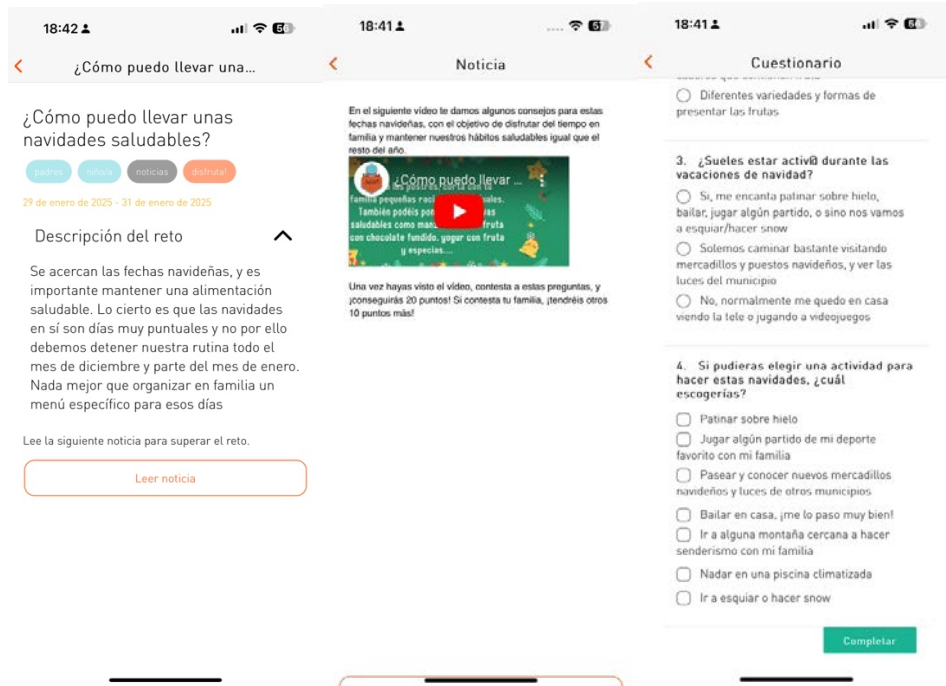 18:42
56
¿Cómo puedo llevar una...
¿Cómo puedo llevar unas
navidades saludables?
padres
niño/a
noticias
disfruta!
29 de enero de 2025 - 31 de enero de 2025
Descripción del reto
Se acercan las fechas navideñas, y es
importante mantener una alimentación
saludable. Lo cierto es que las navidades
en sí son días muy puntuales y no por ello
debemos detener nuestra rutina todo el
mes de diciembre y parte del mes de enero.
Nada mejor que organizar en familia un
menú específico para esos días
Lee la siguiente noticia para superar el reto.
Leer noticia
18:41
57
Noticia
En el siguiente vídeo te damos algunos consejos para estas
fechas navideñas, con el objetivo de disfrutar del tiempo en
familia y mantener nuestros hábitos saludables igual que el
resto del año.
¿Cómo puedo llevar ...
los postres, corta con tu
familia pequeñas
También podéis
saludables como fruta
con chocolate fundido, yogur con fruta
y especias....
Una vez hayas visto el vídeo, contesta a estas preguntas, y
¡conseguirás 20 puntos! Si contesta tu familia, ¡tendréis otros
10 puntos más!
18:41
Cuestionario
Diferentes variedades y formas de
presentar las frutas
3. ¿Sueles estar activ@ durante las
vacaciones de navidad?
Si, me encanta patinar sobre hielo,
bailar, jugar algún partido, o sino nos vamos
a esquiar/hacer snow
Solemos caminar bastante visitando
mercadillos y puestos navideños, y ver las
luces del municipio
No, normalmente me quedo en casa
viendo la tele o jugando a videojuegos
4. Si pudieras elegir una actividad para
hacer estas navidades, ¿cuál
escogerías?
Patinar sobre hielo
Jugar algún partido de mi deporte
favorito con mi familia
Pasear y conocer nuevos mercadillos
navideños y luces de otros municipios
Bailar en casa, ¡me lo paso muy bien!
Ir a alguna montaña cercana a hacer
senderismo con mi familia
Nadar en una piscina climatizada
Ir a esquiar o hacer snow
Completar